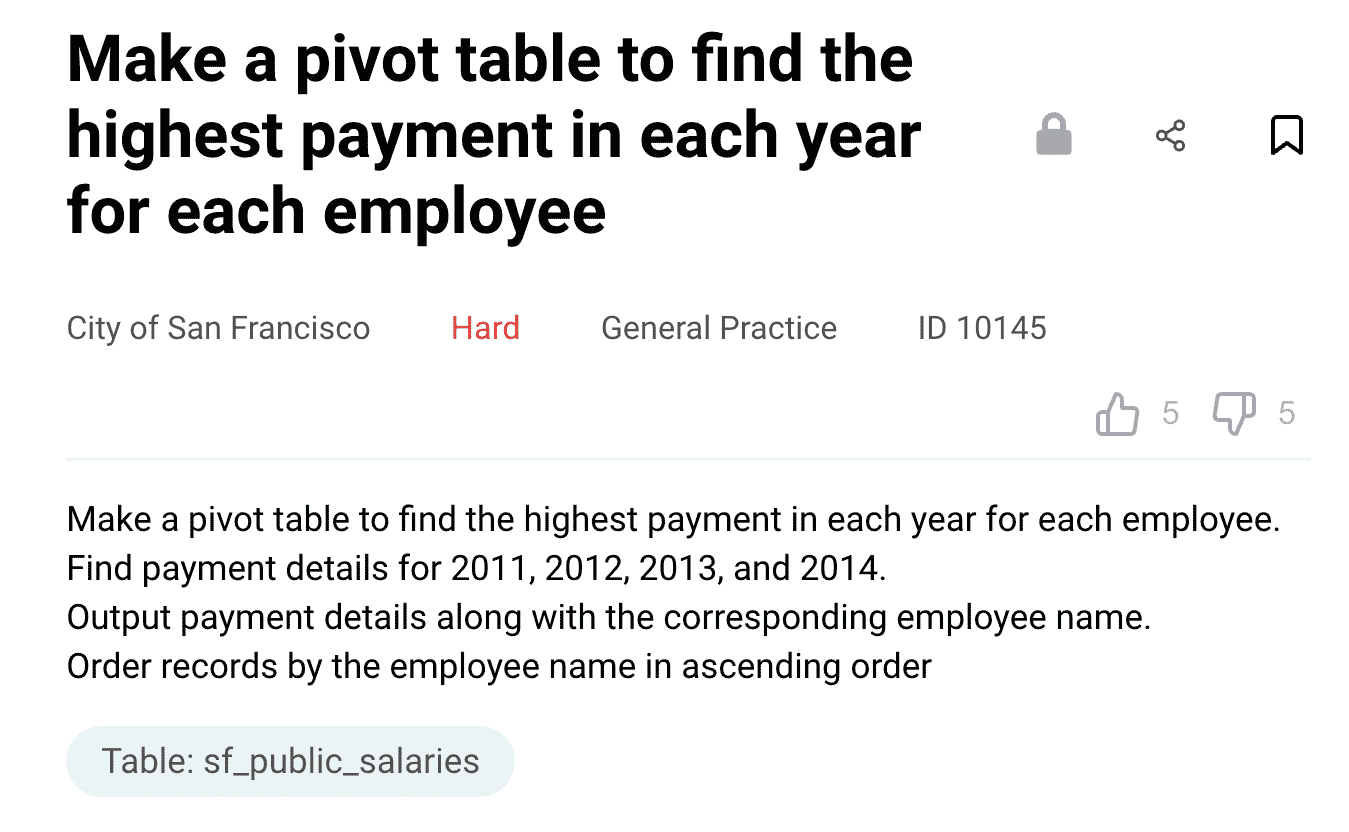 Make a pivot table to find the
highest payment in each year
for each employee
City of San Francisco Hard General Practice ID 10145
5 5
Make a pivot table to find the highest payment in each year for each employee.
Find payment details for 2011, 2012, 2013, and 2014.
Output payment details along with the corresponding employee name.
Order records by the employee name in ascending order
Table: sf_public_salaries